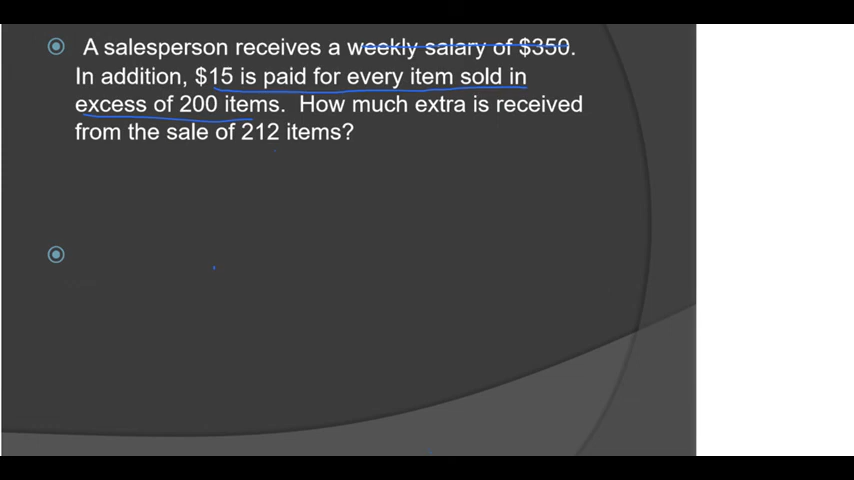 A salesperson receives a weekly salary of $350.
In addition, $15 is paid for every item sold in
excess of 200 items.  How much extra is received
from the sale of 212 items?